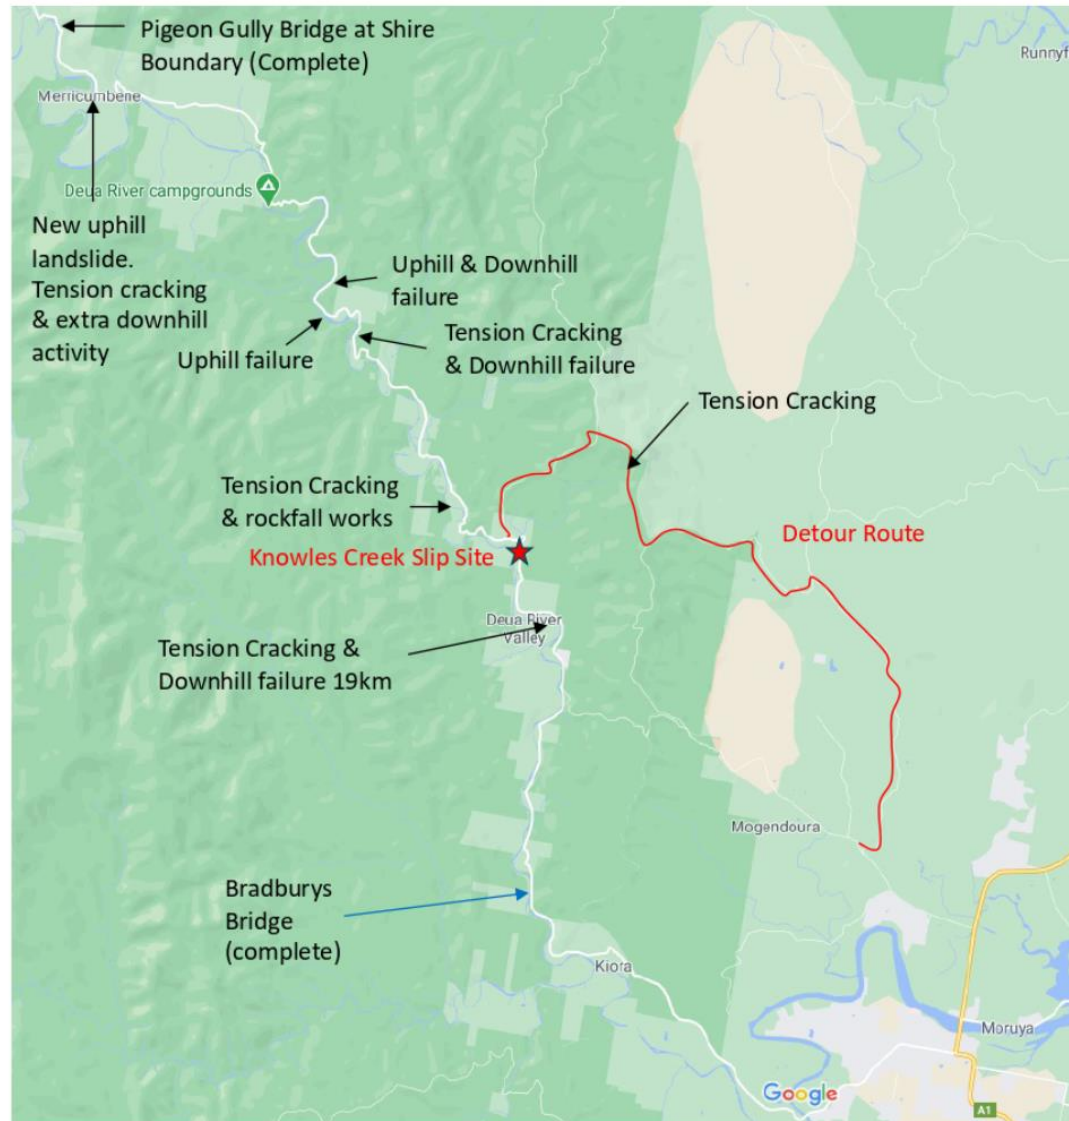 Pigeon Gully Bridge at Shire
Boundary (Complete)
Runnyf
Merricumbene
Deua River campgrounds
New uphill
landslide.
Tension cracking
& extra downhill
activity
Uphill & Downhill
failure
Uphill failure
Tension Cracking
& Downhill failure
Tension Cracking
Tension Cracking
& rockfall works
Detour Route
Knowles Creek Slip Site
Deua River
Valley
Tension Cracking &
Downhill failure 19km
Mogendoura
Bradburys
Bridge
(complete)
Kiora
Moruya
Google
A1